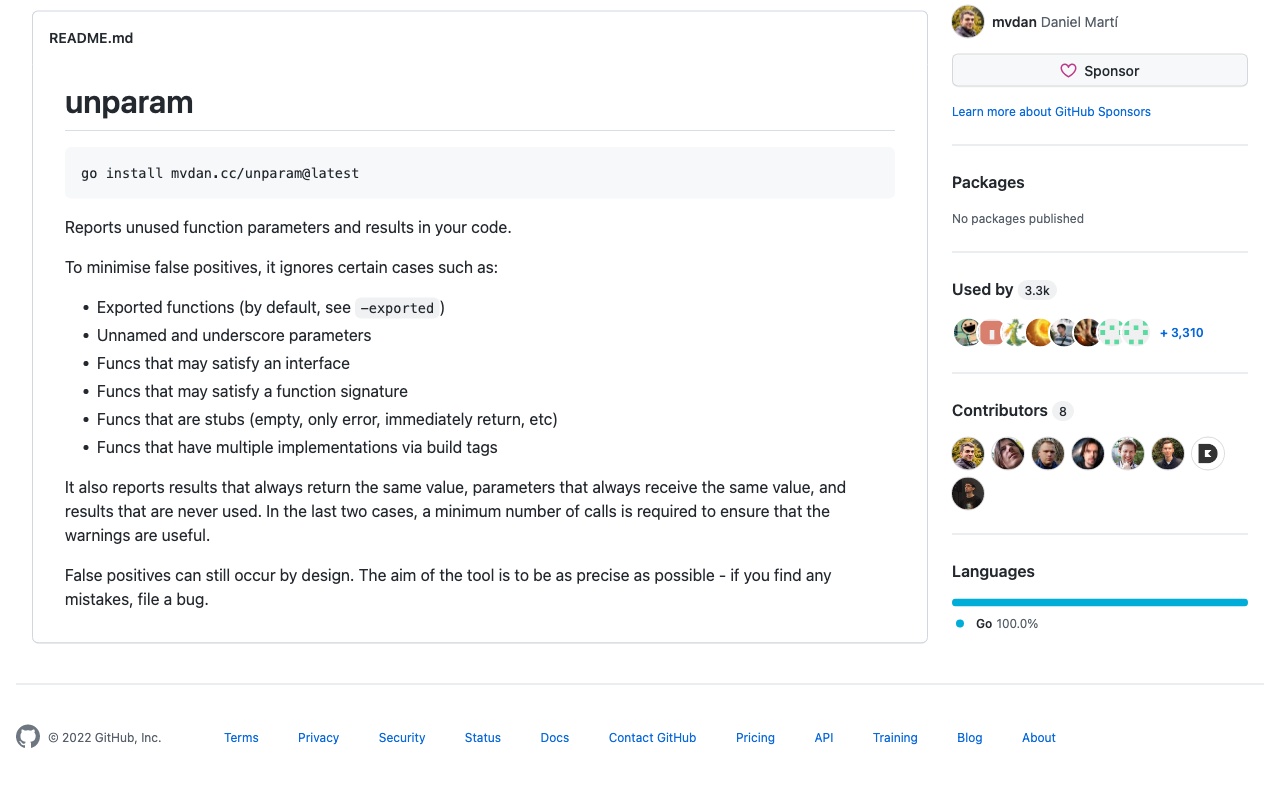 README.md
unparam
go install mvdan.cc/unparam@latest
Reports unused function parameters and results in your code.
To minimise false positives, it ignores certain cases such as:
• Exported functions (by default, see -exported )
• Unnamed and underscore parameters
• Funcs that may satisfy an interface
• Funcs that may satisfy a function signature
• Funcs that are stubs (empty, only error, immediately return, etc)
• Funcs that have multiple implementations via build tags
It also reports results that always return the same value, parameters that always receive the same value, and
results that are never used. In the last two cases, a minimum number of calls is required to ensure that the
warnings are useful.
False positives can still occur by design. The aim of the tool is to be as precise as possible - if you find any
mistakes, file a bug.
mvdan Daniel Martí
Sponsor
Learn more about GitHub Sponsors
Packages
No packages published
Used by 3.3k
+ 3,310
Contributors 8
Languages
Go 100.0%
© 2022 GitHub, Inc.
Terms
Privacy
Security
Status
Docs
Contact GitHub
Pricing
API
Training
Blog
About